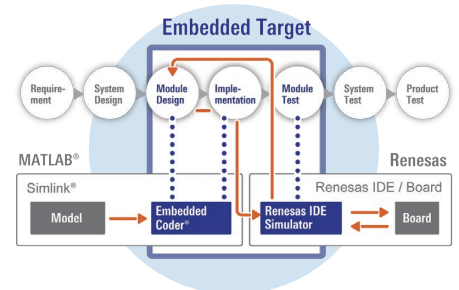 Embedded Target
Require-
ment
System
Design
Module
Design
Imple-
mentation
Module
Test
System
Test
Product
Test
MATLAB®
Renesas
Simlink®
Renesas IDE / Board
Model
Embedded
Coder®
Renesas IDE
Simulator
Board